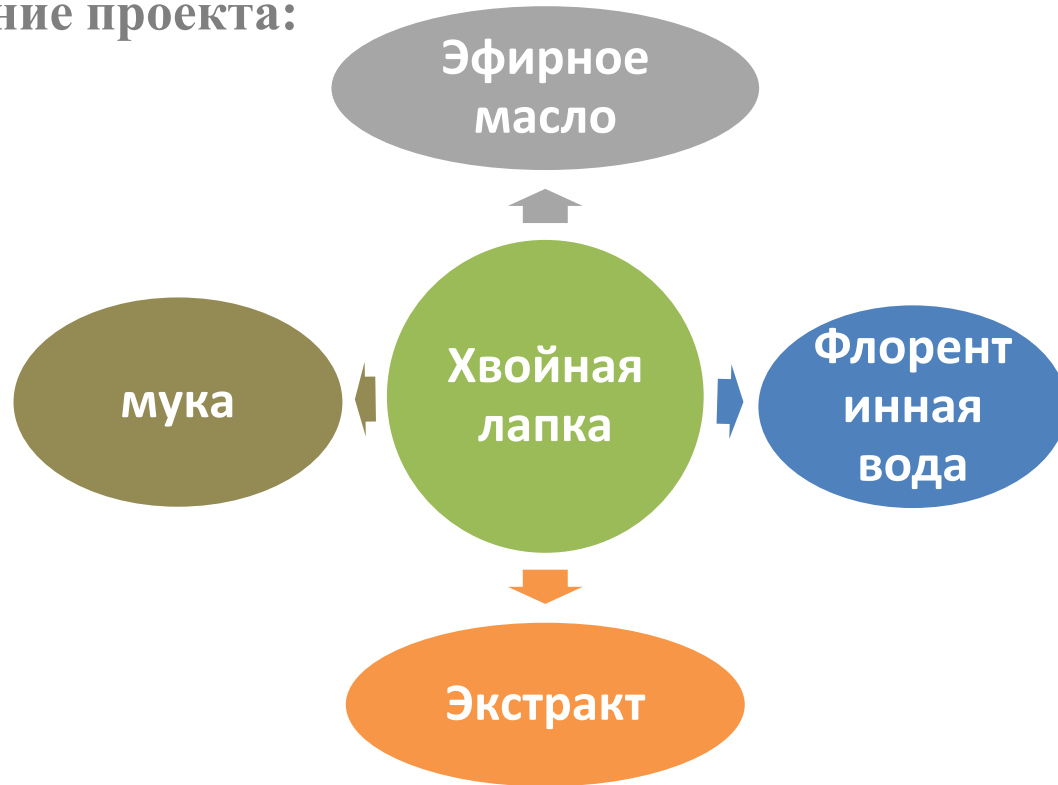 ние проекта:
Эфирное
масло
мука
Хвойная
лапка
Флорент
инная
вода
Экстракт